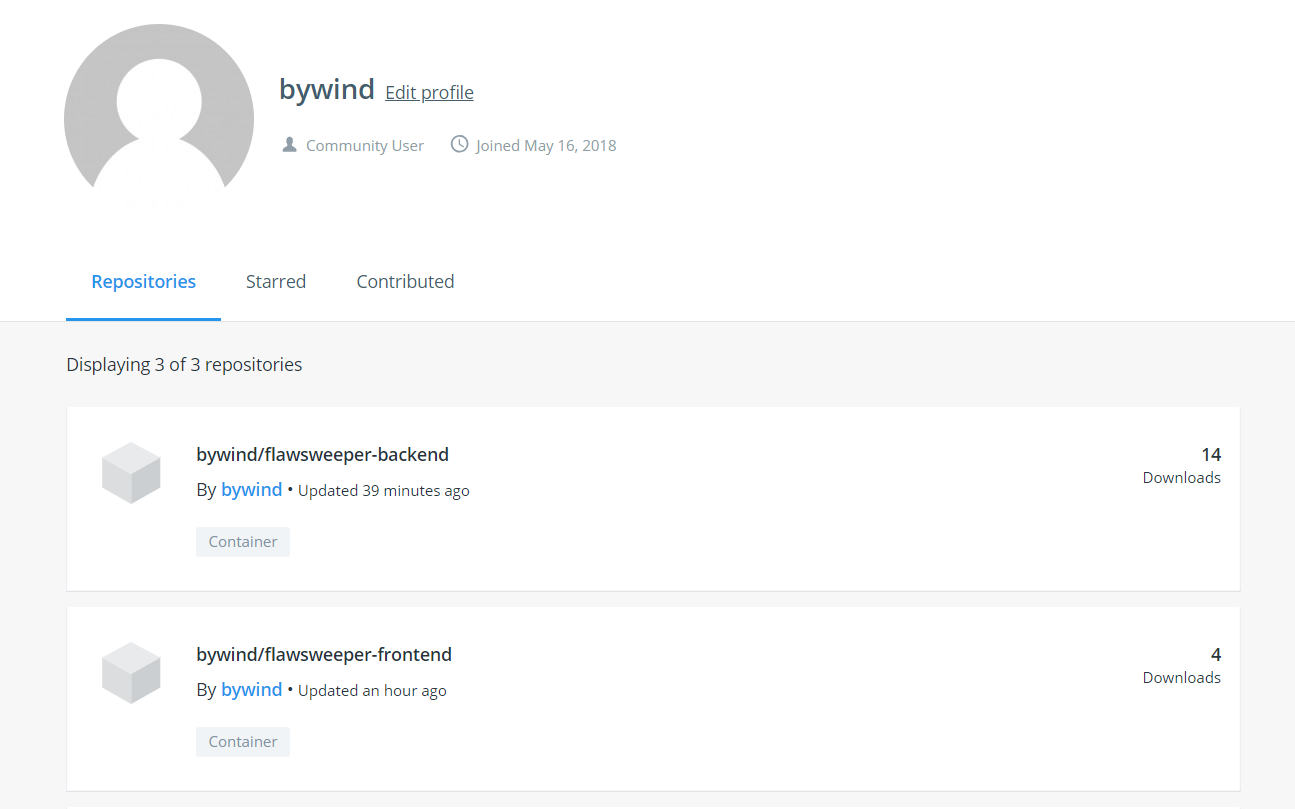 bywind Edit profile
Community User Joined May 16, 2018
Repositories Starred Contributed
Displaying 3 of 3 repositories
bywind/flawsweeper-backend 14
Downloads
By bywind • Updated 39 minutes ago
Container
bywind/flawsweeper-frontend 4
Downloads
By bywind • Updated an hour ago
Container